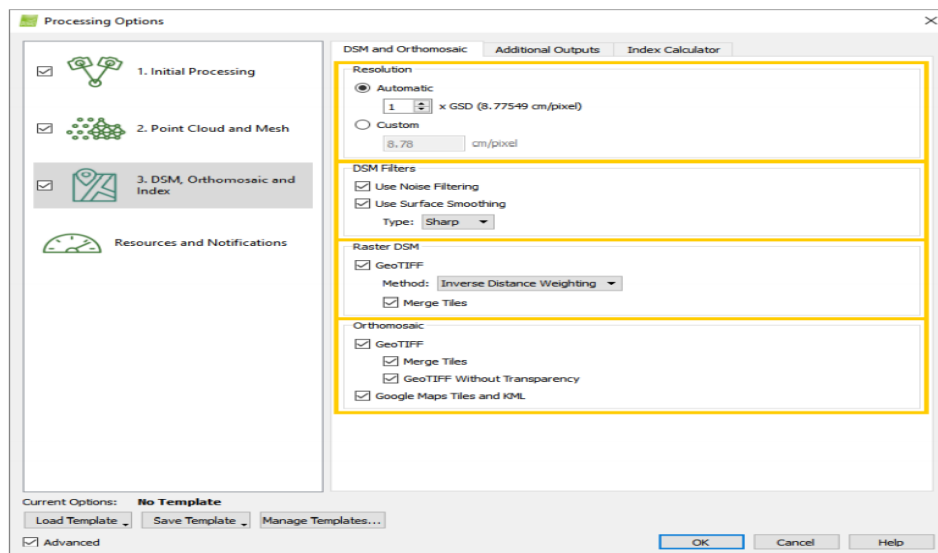 Processing Options
1. Initial Processing
2. Point Cloud and Mesh
3. DSM, Orthomosaic and
Index
Resources and Notifications
DSM and Orthomosaic
Additional Outputs
Index Calculator
Resolution
Automatic
1 x GSD (8.77549 cm/pixel)
Custom
8.78 cm/pixel
DSM Filters
Use Noise Filtering
Use Surface Smoothing
Type: Sharp
Raster DSM
GeoTIFF
Method: Inverse Distance Weighting
Merge Tiles
Orthomosaic
GeoTIFF
Merge Tiles
GeoTIFF Without Transparency
Google Maps Tiles and KML
Current Options: No Template
Load Template Save Template Manage Templates...
Advanced
OK Cancel Help